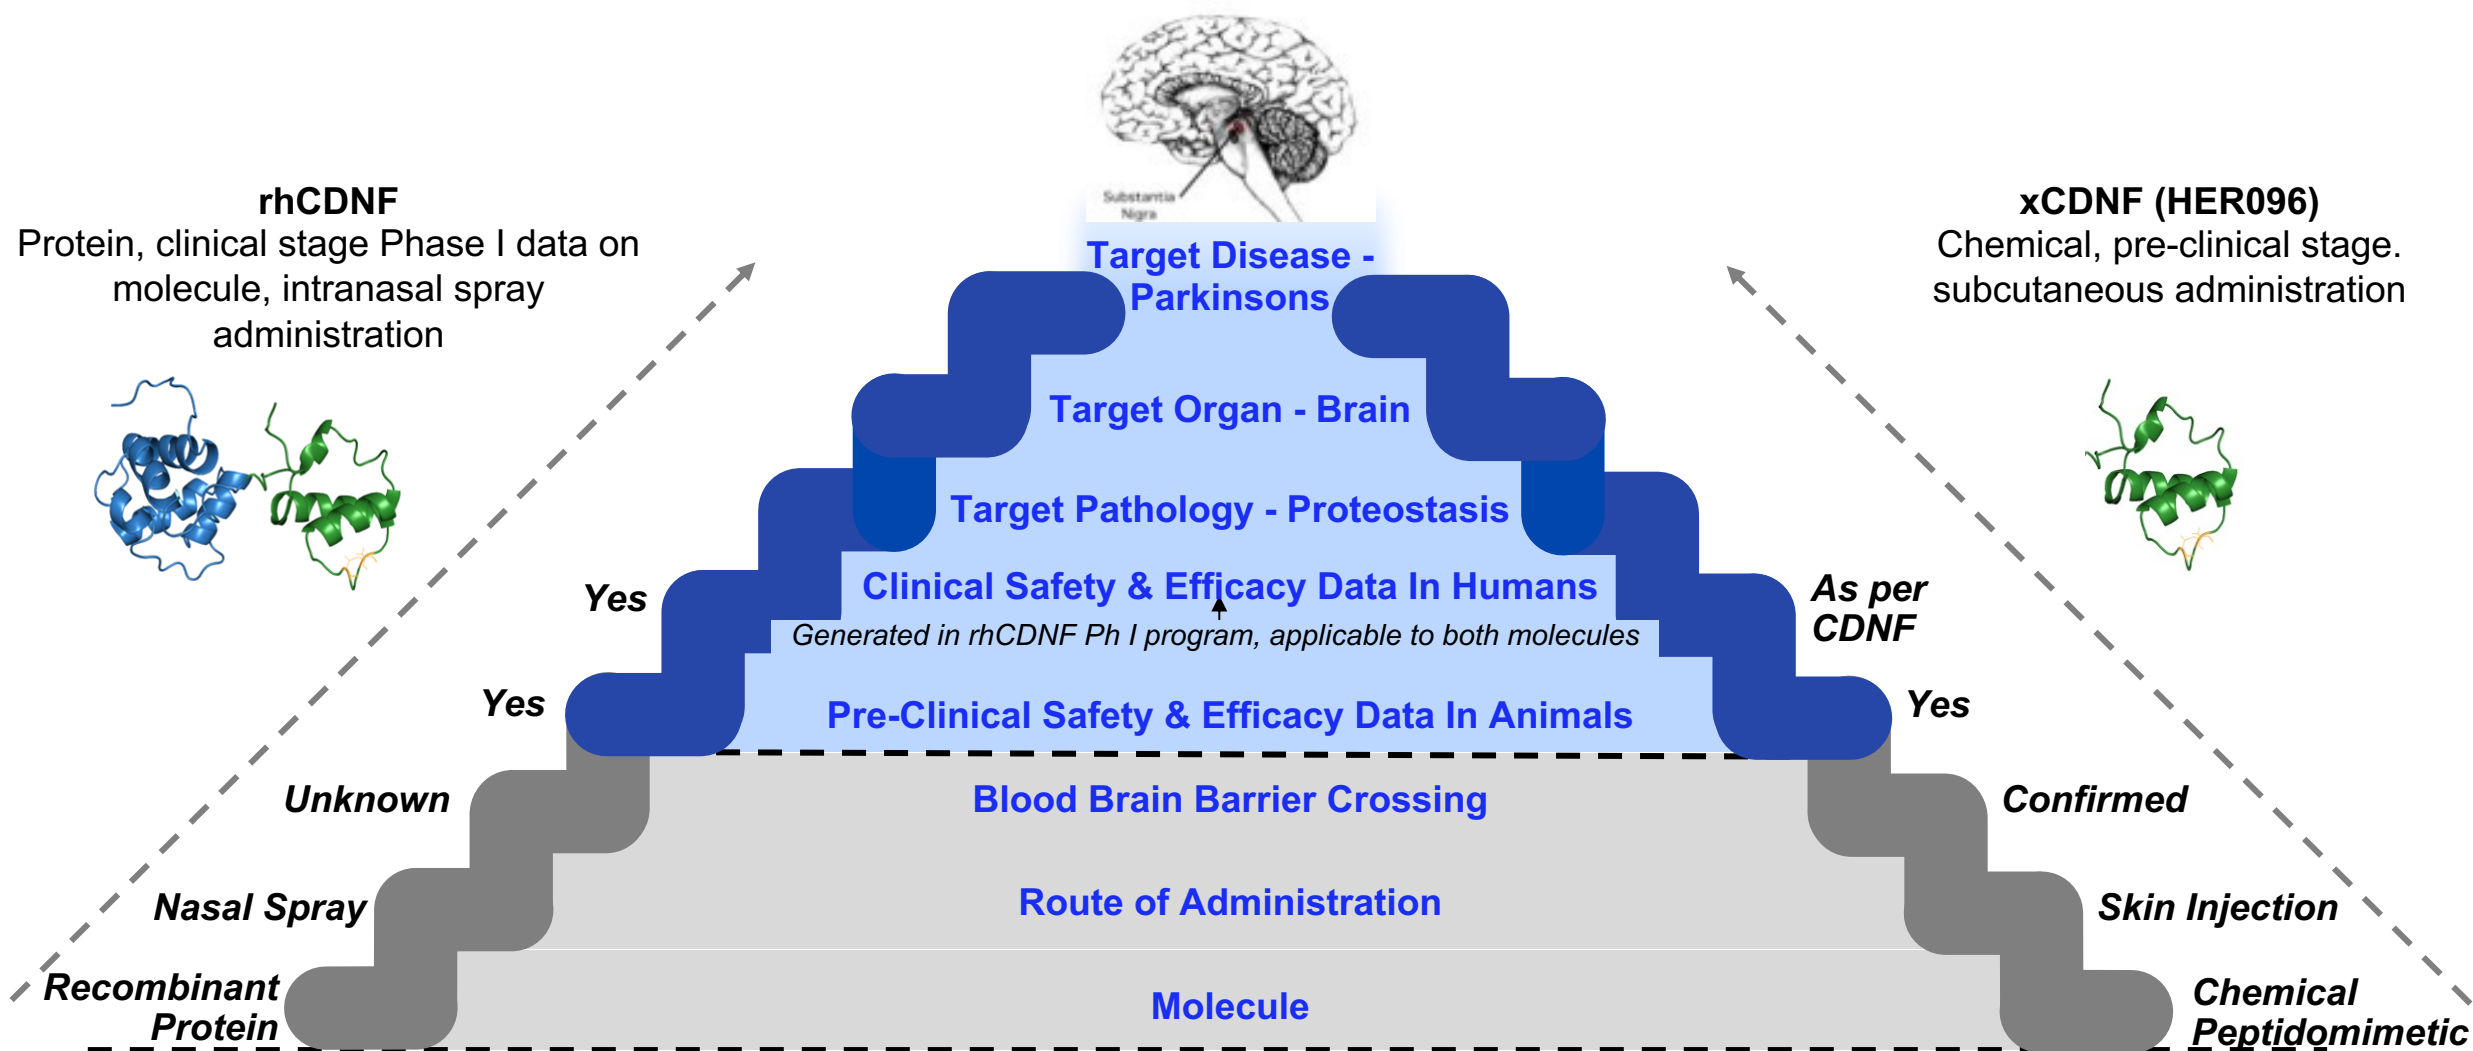 Substantia
Nigra
rhCDNF
Protein, clinical stage Phase I data on
molecule, intranasal spray
administration
xCDNF (HER096)
Chemical, pre-clinical stage.
subcutaneous administration
Target Disease -
Parkinsons
Target Organ - Brain
Target Pathology - Proteostasis
Yes
Clinical Safety & Efficacy Data In Humans
As per
CDNF
Generated in rhCDNF Ph I program, applicable to both molecules
Yes
Pre-Clinical Safety & Efficacy Data In Animals
Yes
Unknown
Blood Brain Barrier Crossing
Confirmed
Nasal Spray
Route of Administration
Skin Injection
Recombinant
Protein
Molecule
Chemical
Peptidomimetic